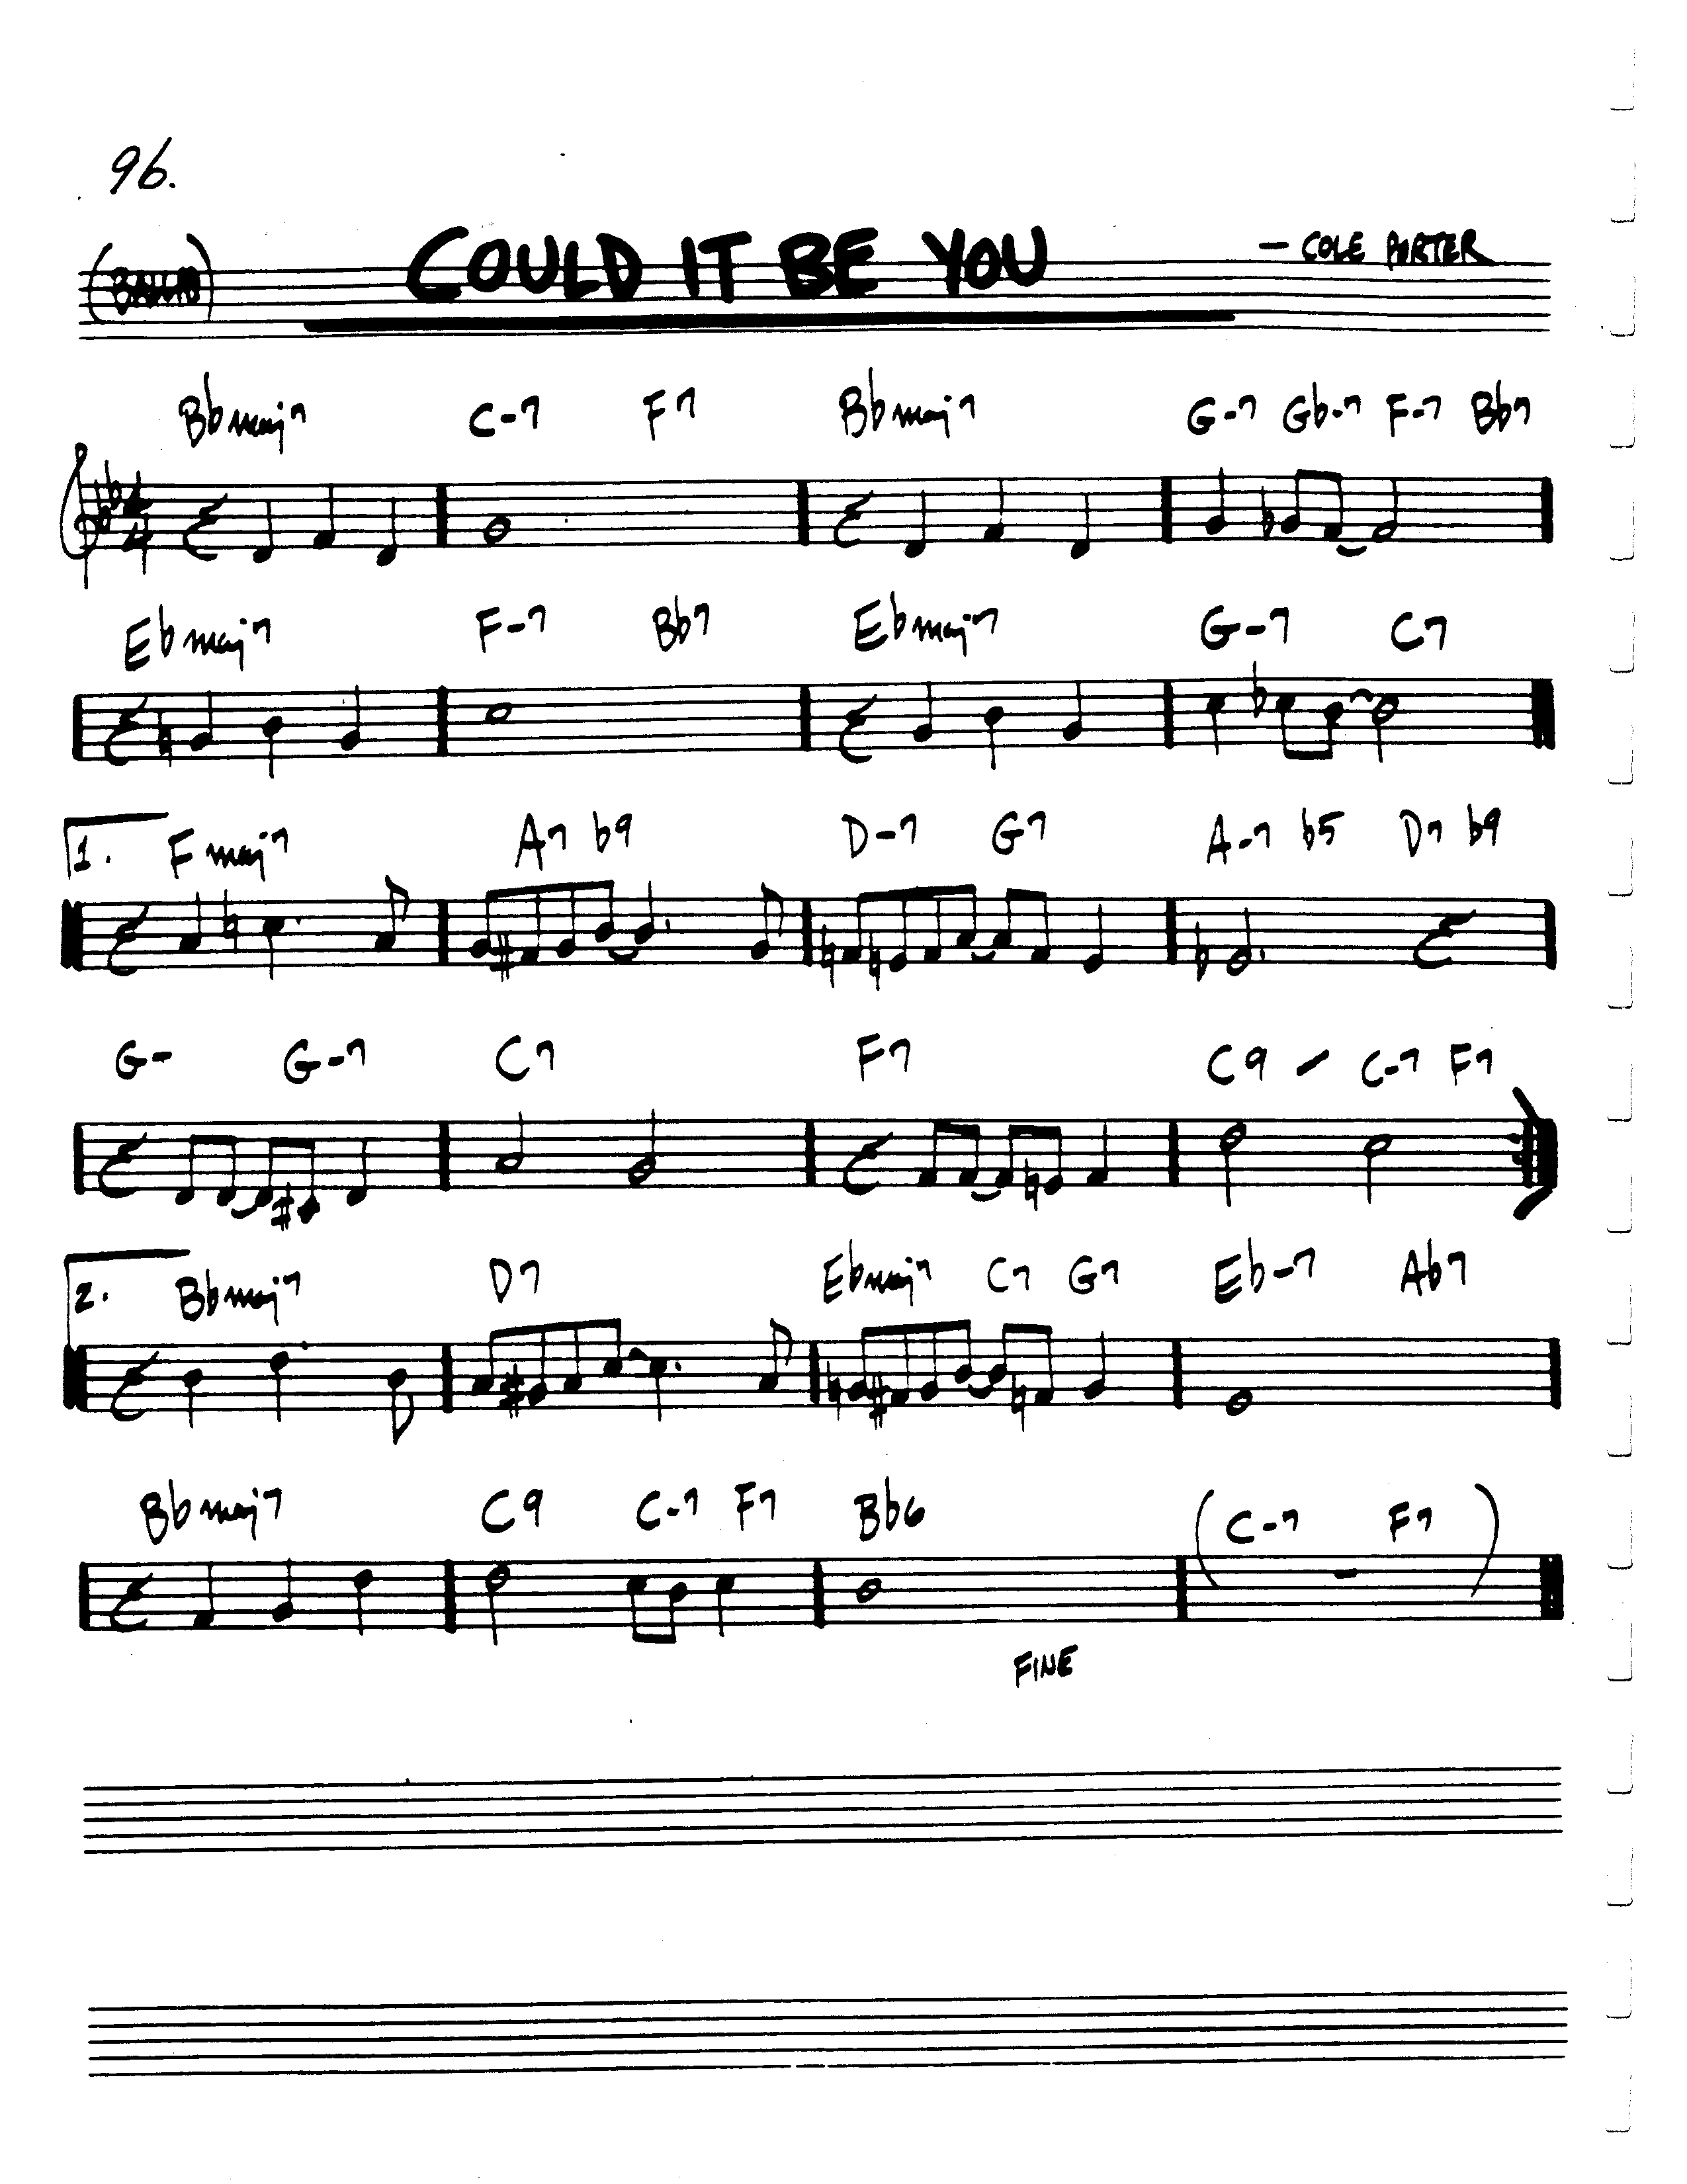 96.
COULD IT BE YOU — COLE PORTER
Bbmaj7 C-7 F7 Bbmaj7 G-7 Gb-7 F-7 Bb7
4
4
Ebmaj7 F-7 Bb7 Ebmaj7 G-7 C7
1. Fmaj7 A7 b9 D-7 G7 A-7 b5 D7 b9
G- G-7 C7 F7 C9 – C-7 F7
2. Bbmaj7 D7 Ebmaj7 C7 G7 Eb-7 Ab7
Bbmaj7 C9 C-7 F7 Bb6 (C-7 F7)
FINE